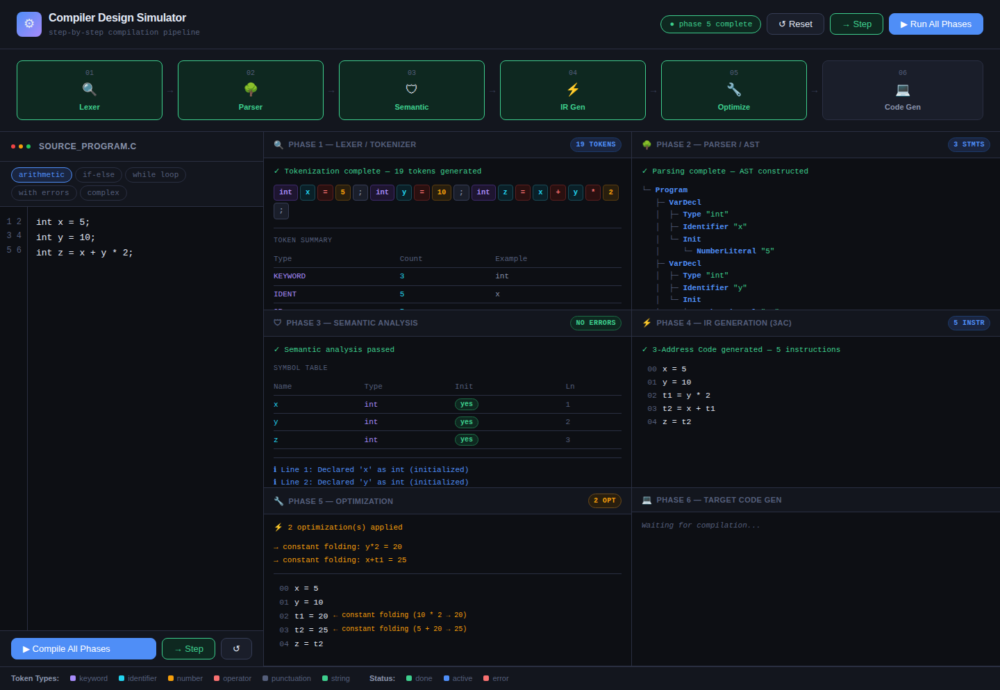 Compiler Design Simulator
step-by-step compilation pipeline
● phase 5 complete
↺ Reset
→ Step
▶ Run All Phases
01
Lexer
→
02
Parser
→
03
Semantic
→
04
IR Gen
→
05
Optimize
→
06
Code Gen
SOURCE_PROGRAM.C
arithmetic if-else while loop
with errors complex
1 2
3 4
5 6
int x = 5;
int y = 10;
int z = x + y * 2;
▶ Compile All Phases
→ Step
↺
PHASE 1 — LEXER / TOKENIZER
19 TOKENS
✓ Tokenization complete — 19 tokens generated
int x = 5 ; int y = 10 ; int z = x + y * 2
;
TOKEN SUMMARY
Type Count Example
KEYWORD 3 int
IDENT 5 x
PHASE 2 — PARSER / AST
3 STMTS
✓ Parsing complete — AST constructed
└─ Program
├─ VarDecl
│ ├─ Type "int"
│ ├─ Identifier "x"
│ └─ Init
│ └─ NumberLiteral "5"
├─ VarDecl
│ ├─ Type "int"
│ ├─ Identifier "y"
│ └─ Init
PHASE 3 — SEMANTIC ANALYSIS
NO ERRORS
✓ Semantic analysis passed
SYMBOL TABLE
Name Type Init Ln
x int yes 1
y int yes 2
z int yes 3
ℹ Line 1: Declared 'x' as int (initialized)
ℹ Line 2: Declared 'y' as int (initialized)
PHASE 4 — IR GENERATION (3AC)
5 INSTR
✓ 3-Address Code generated — 5 instructions
00 x = 5
01 y = 10
02 t1 = y * 2
03 t2 = x + t1
04 z = t2
PHASE 5 — OPTIMIZATION
2 OPT
⚡ 2 optimization(s) applied
→ constant folding: y*2 = 20
→ constant folding: x+t1 = 25
00 x = 5
01 y = 10
02 t1 = 20 ← constant folding (10 * 2 → 20)
03 t2 = 25 ← constant folding (5 + 20 → 25)
04 z = t2
PHASE 6 — TARGET CODE GEN
Waiting for compilation...
Token Types: keyword identifier number operator punctuation string Status: done active error